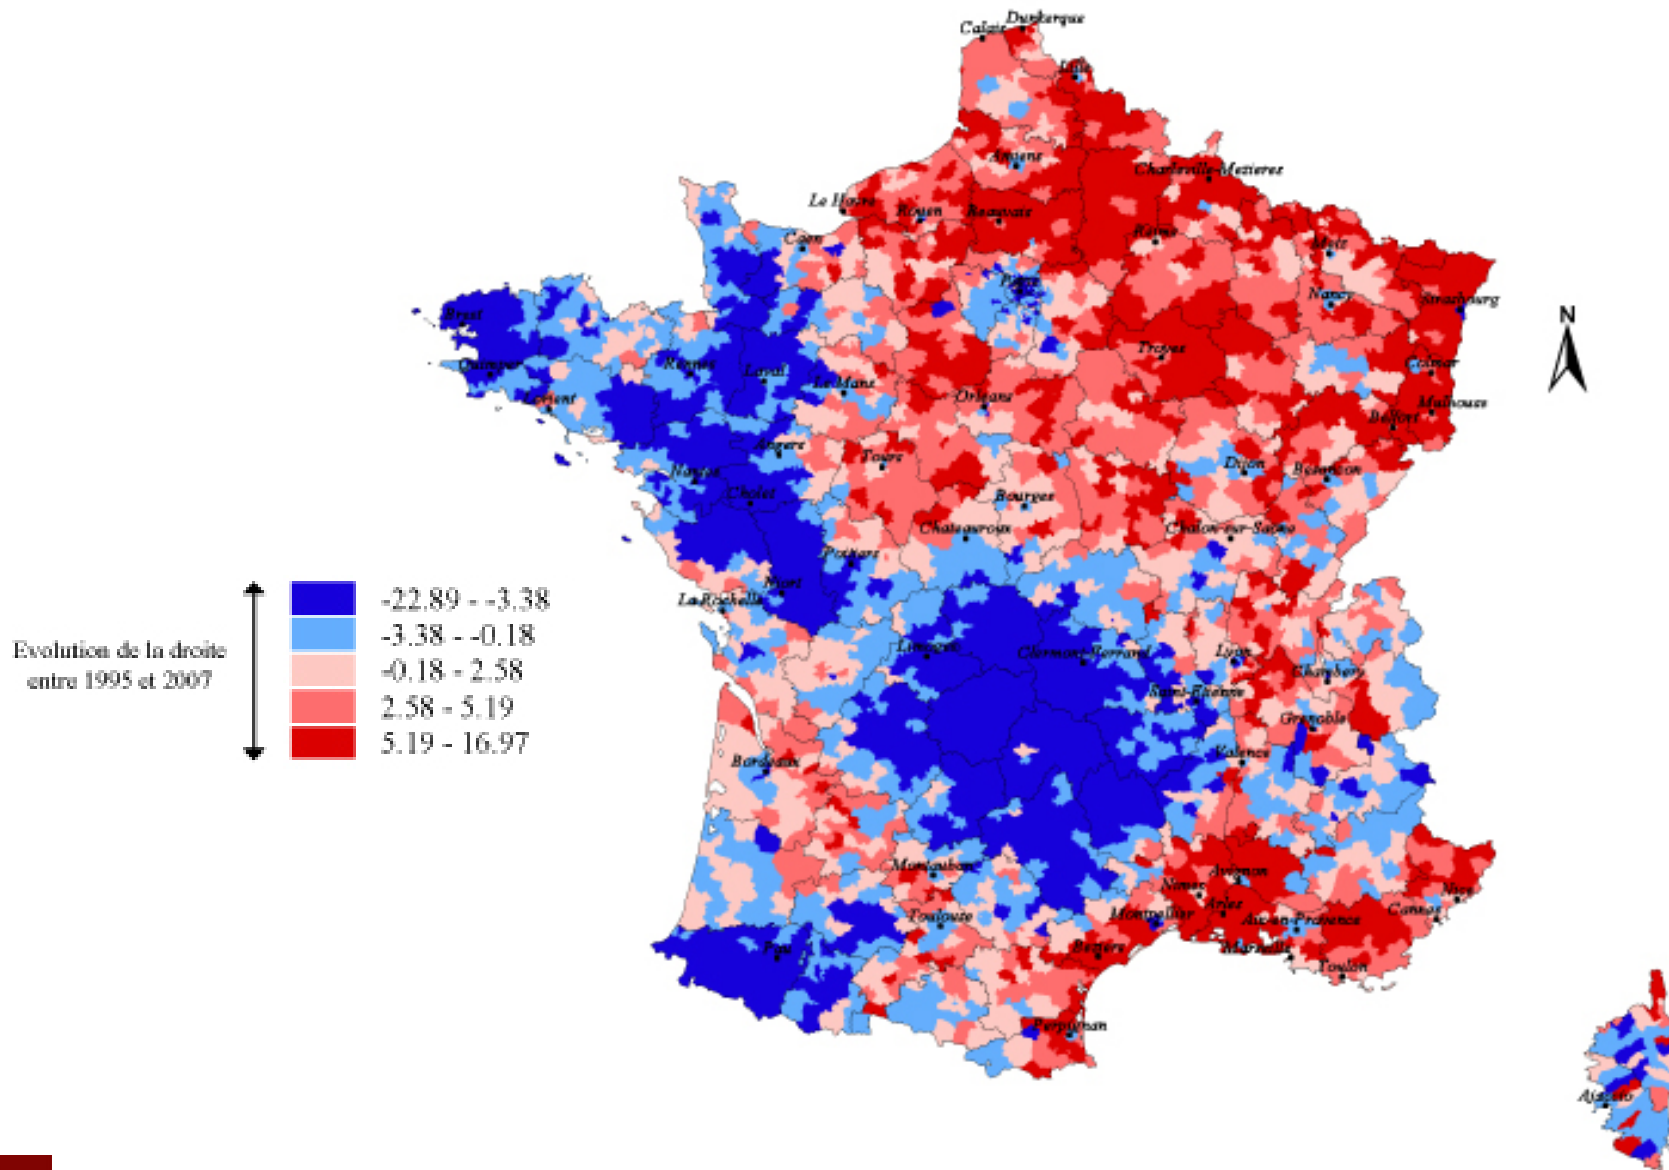 Calais
Dunkerque
Lille
Amiens
Charleville-Mezieres
Le Havre
Rouen
Beauvais
Reims
Metz
Caen
Paris
Nancy
Strasbourg
N
Brest
Troyes
Colmar
Quimper
Rennes
Laval
Le Mans
Orleans
Mulhouse
Lorient
Belfort
Angers
Tours
Dijon
Besancon
Nantes
Cholet
Bourges
Chateauroux
Chalon-sur-Saone
Poitiers
Niort
La Rochelle
Evolution de la droite
entre 1995 et 2007
-22.89 - -3.38
-3.38 - -0.18
-0.18 - 2.58
2.58 - 5.19
5.19 - 16.97
Limoges
Clermont-Ferrand
Lyon
Chambery
Saint-Etienne
Grenoble
Bordeaux
Valence
Montauban
Avignon
Nimes
Nice
Toulouse
Montpellier
Arles
Aix-en-Provence
Cannes
Pau
Beziers
Marseille
Toulon
Perpignan
Ajaccio